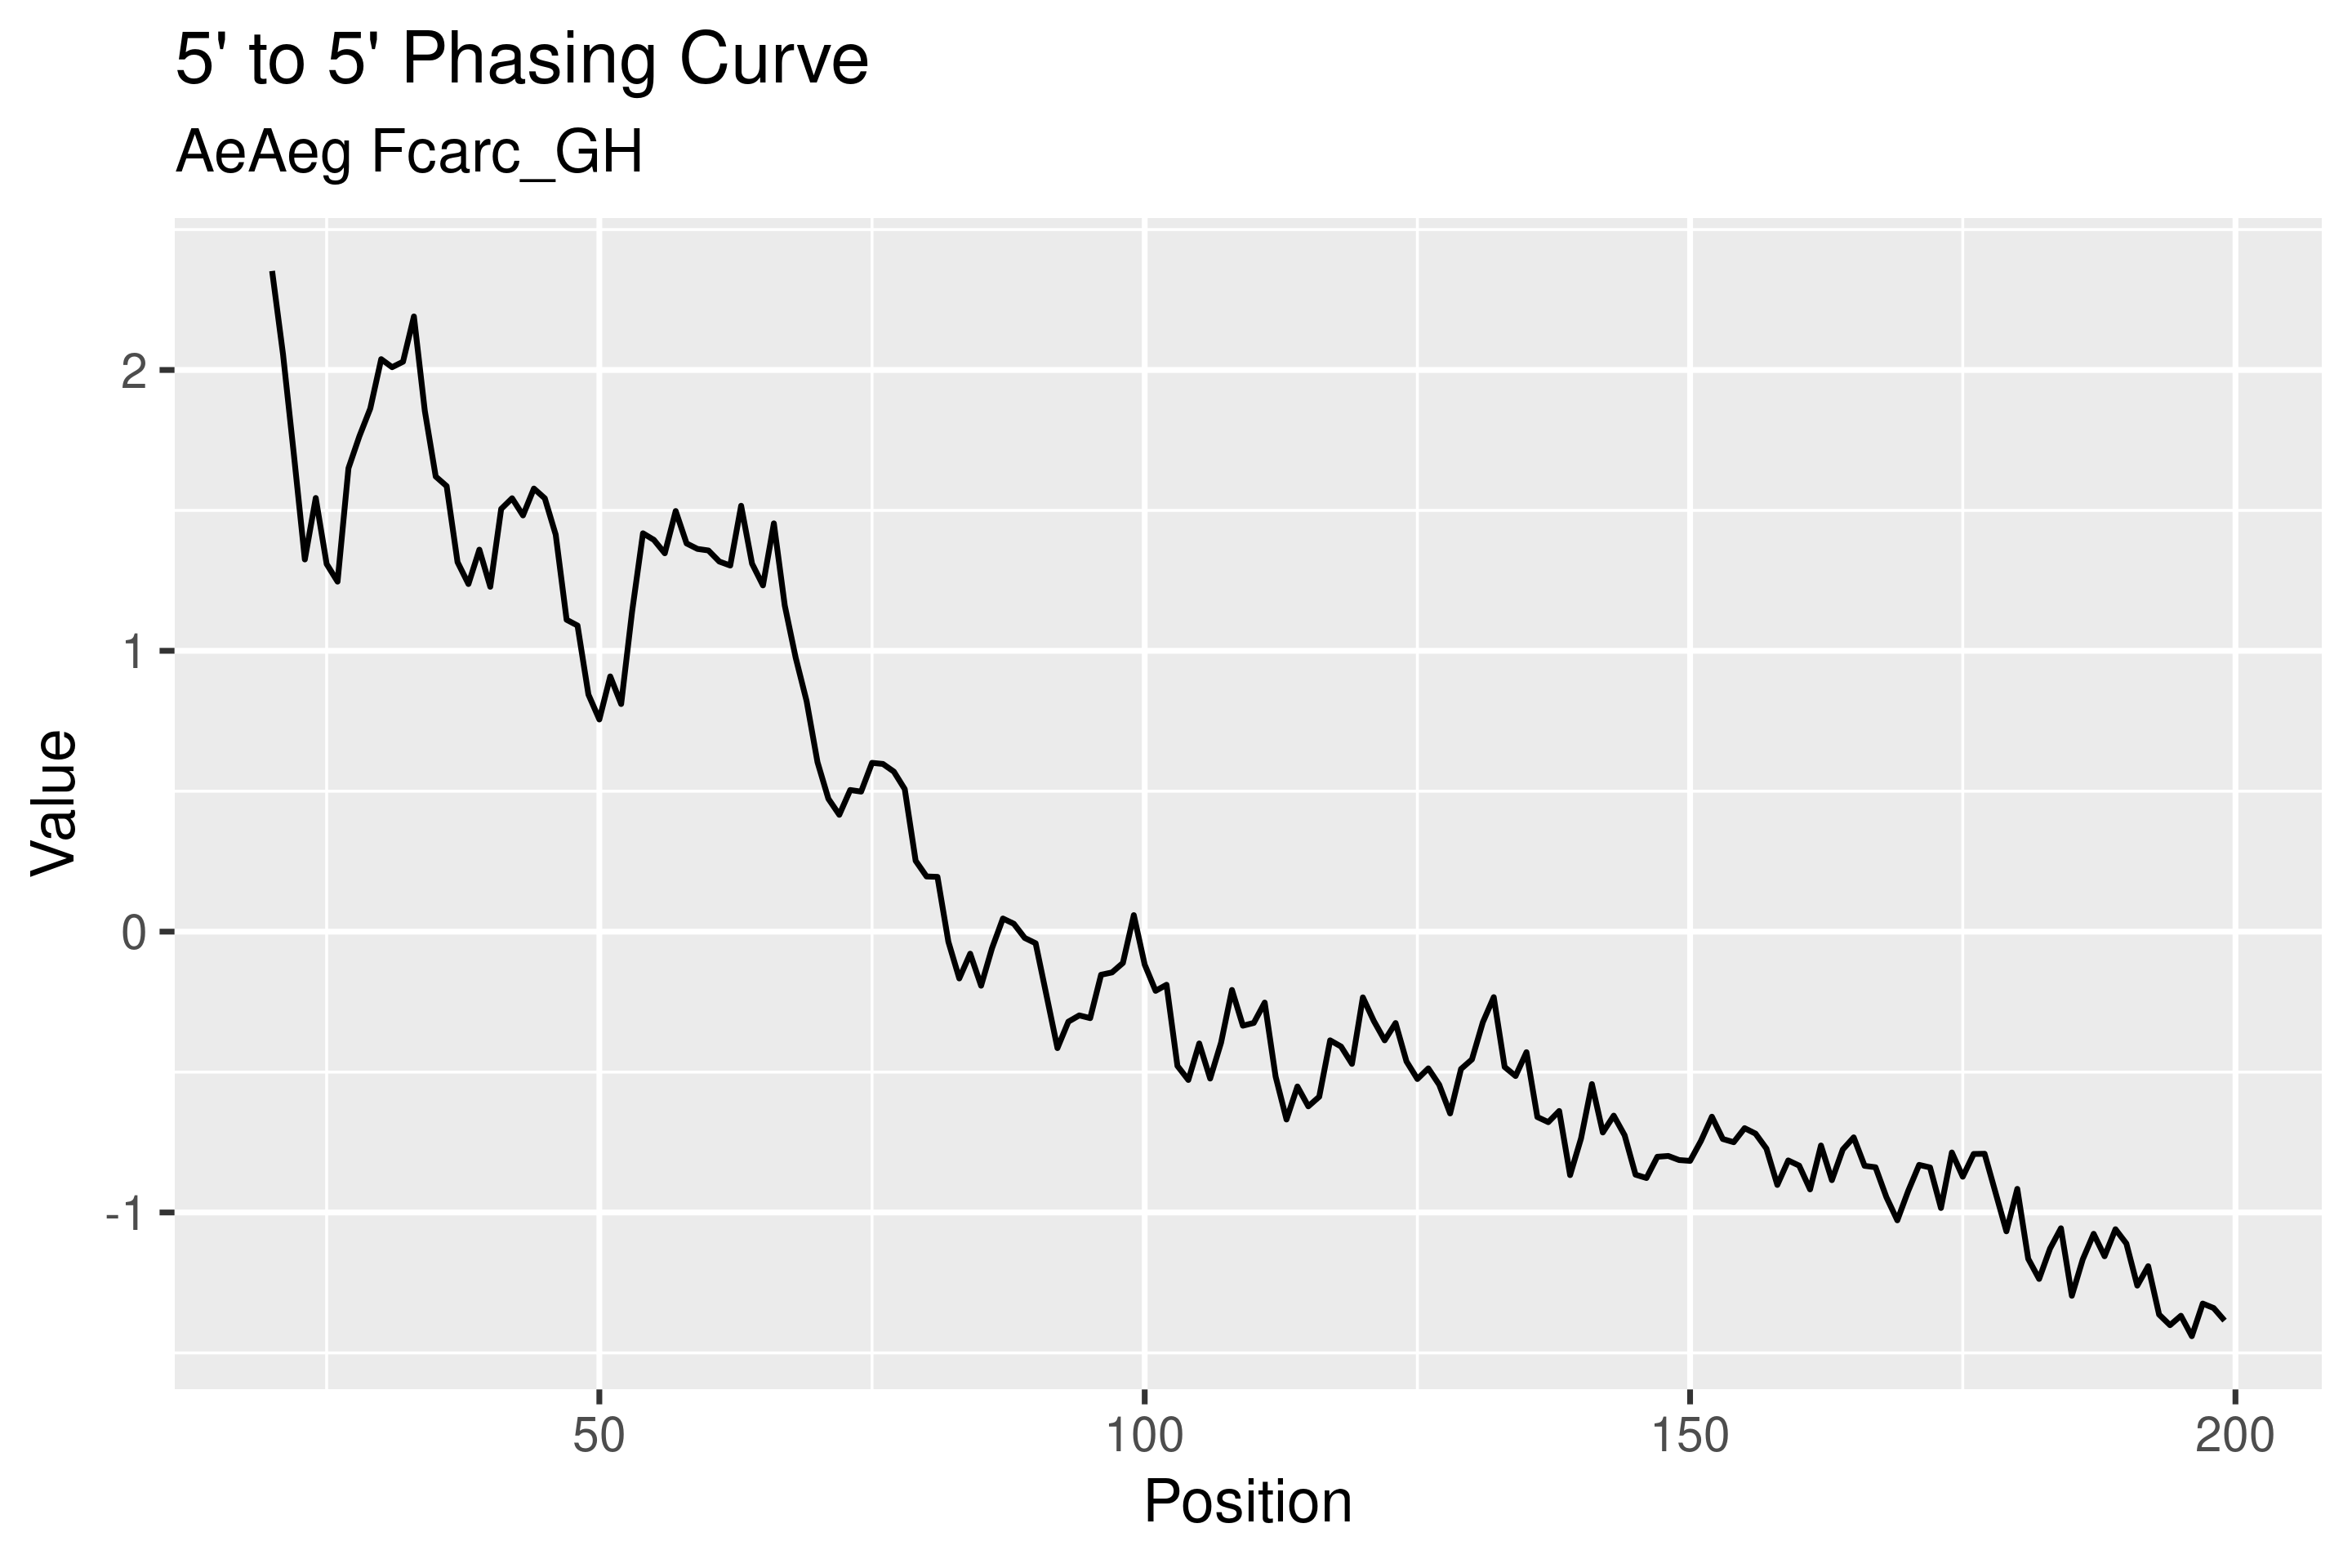 5' to 5' Phasing Curve
AeAeg Fcarc_GH
Value
2
1
0
-1
50 100 150 200
Position